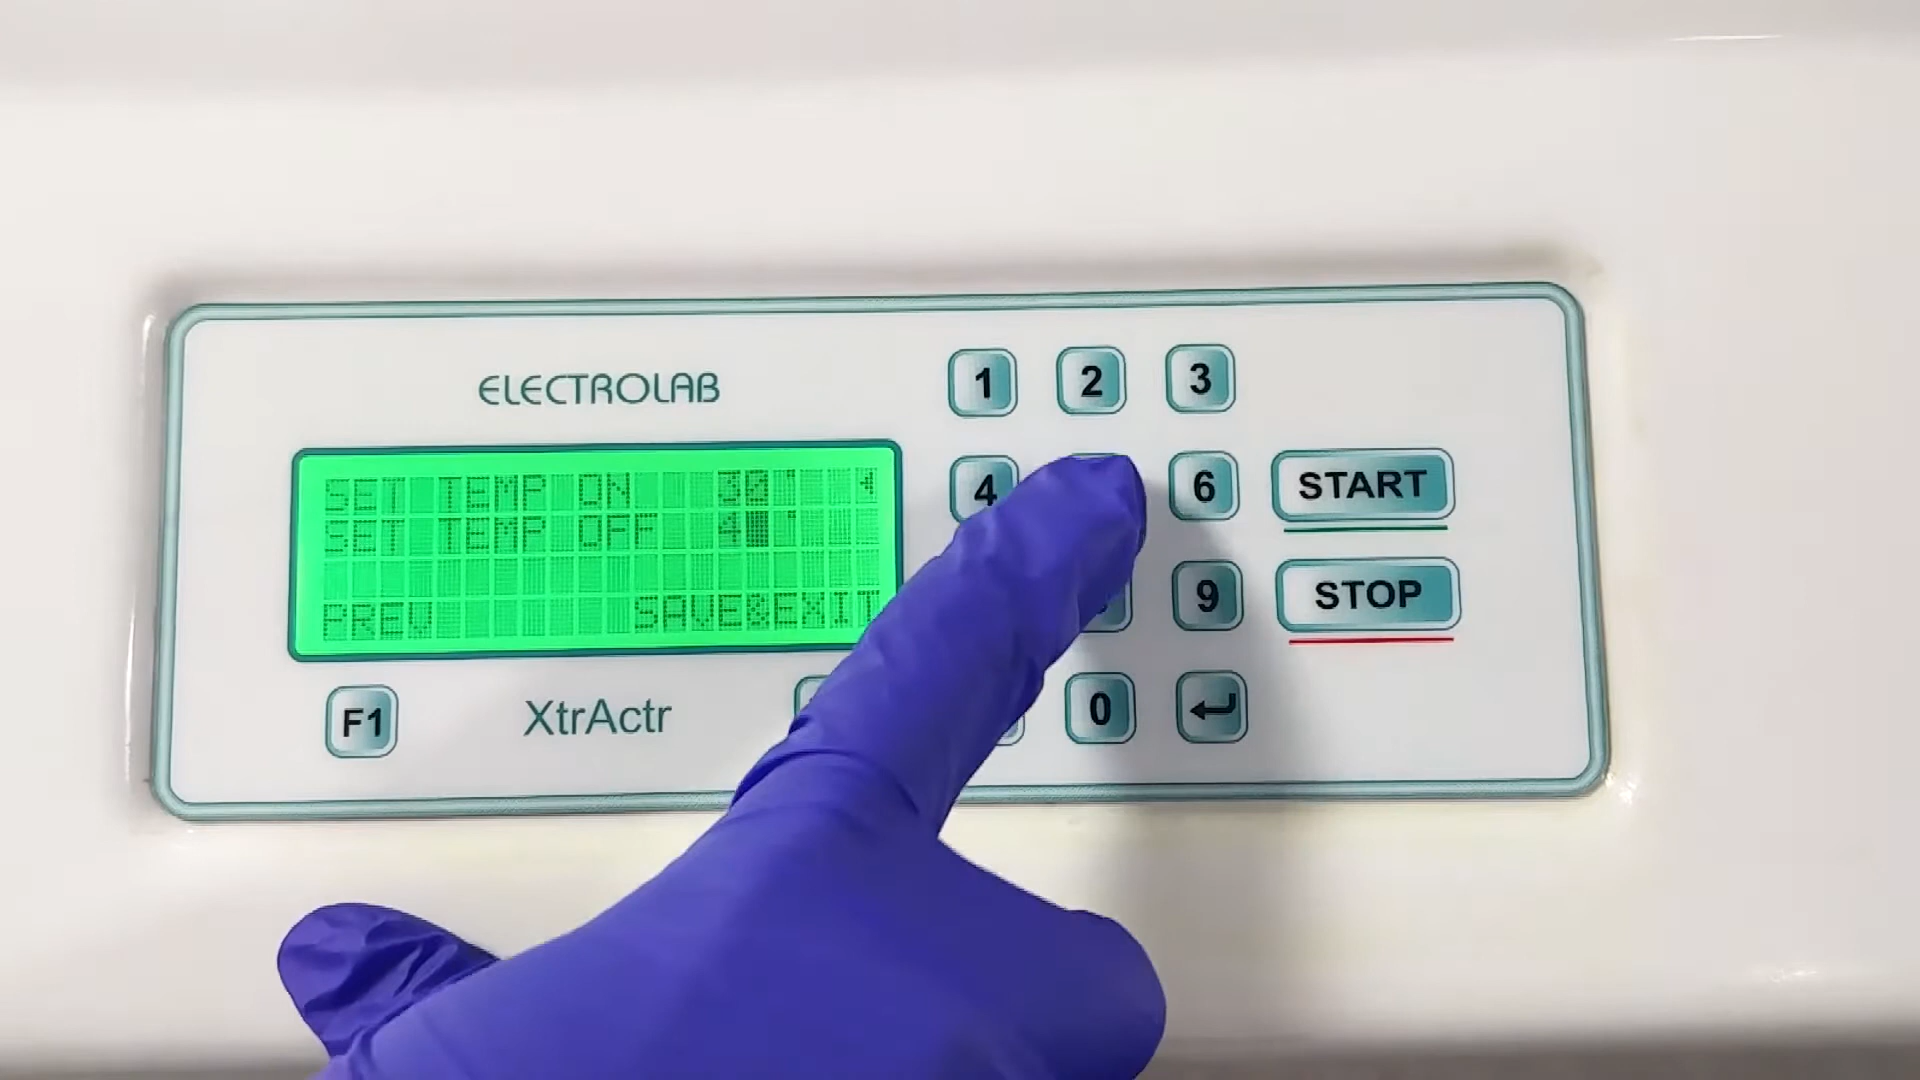 ELECTROLAB
SET TEMP ON 30°
SET TEMP OFF 4 °
PREV SAVE&EXIT
F1 XtrActr
1 2 3
4 6 START
9 STOP
0